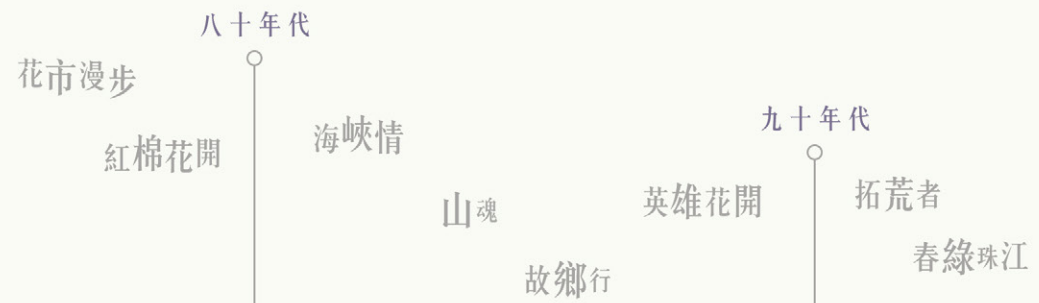 八十年代
花市漫步
紅棉花開
海峽情
山魂
故鄉行
英雄花開
九十年代
拓荒者
春綠珠江